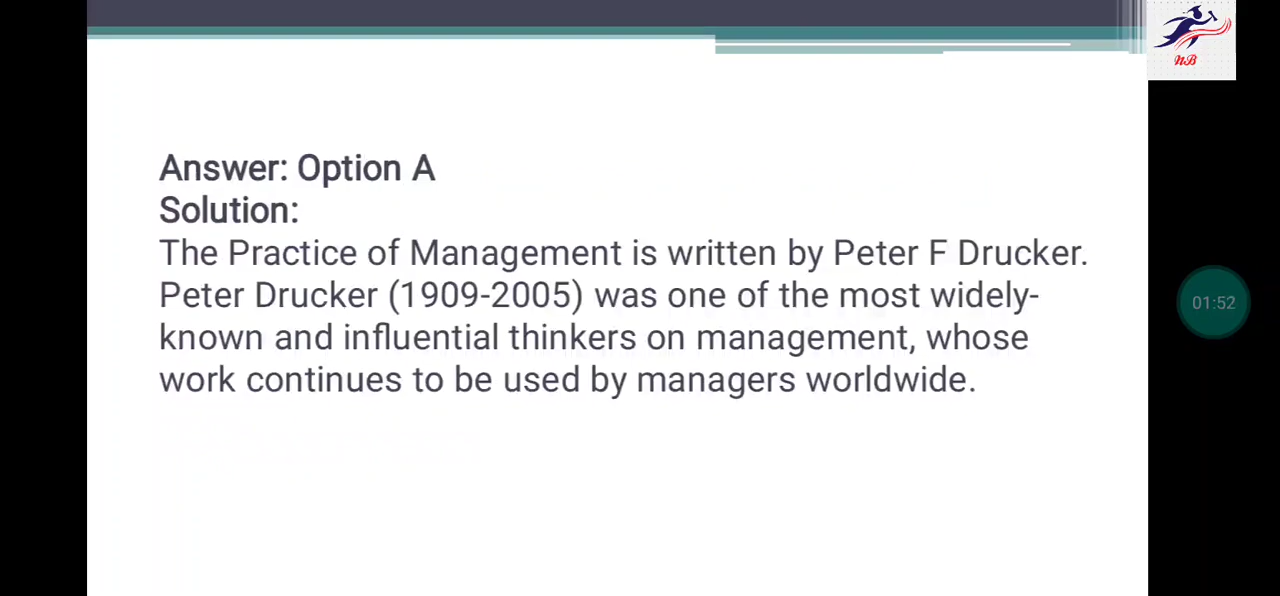 NB
Answer: Option A
Solution:
The Practice of Management is written by Peter F Drucker.
Peter Drucker (1909-2005) was one of the most widely-
known and influential thinkers on management, whose
work continues to be used by managers worldwide.
01:52